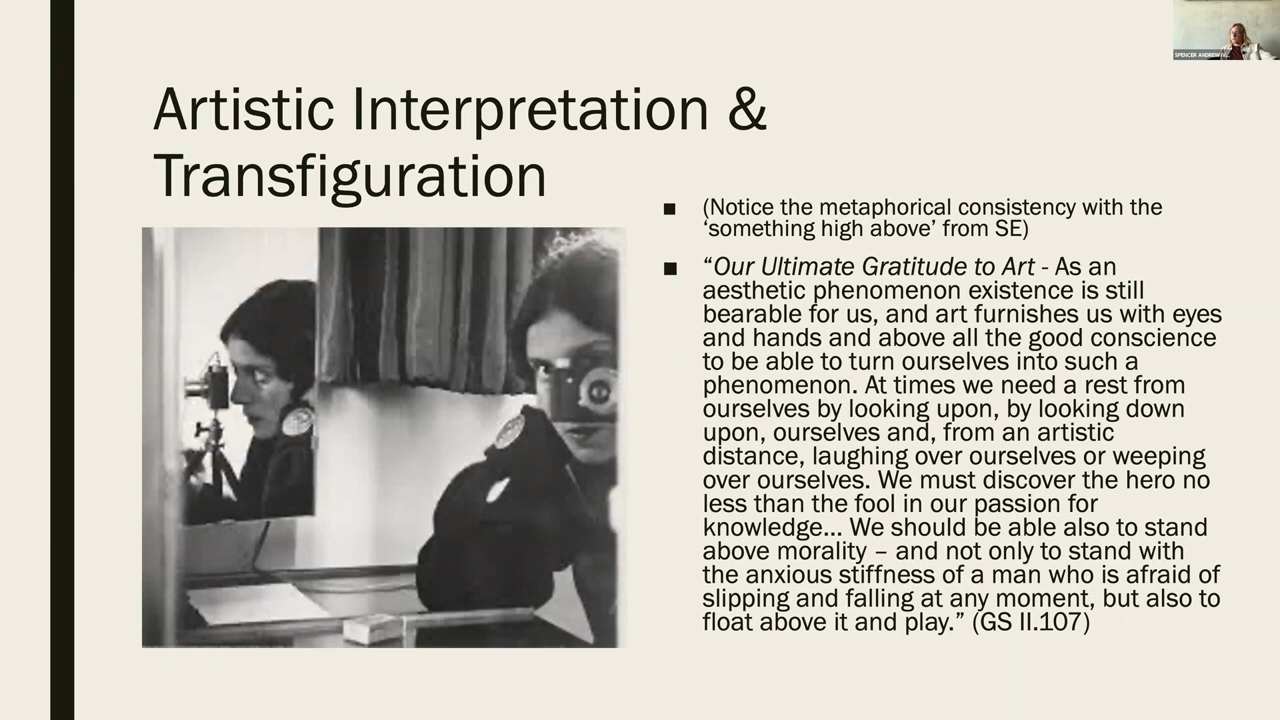 SPENCER ANDREW
Artistic Interpretation &
Transfiguration
■ (Notice the metaphorical consistency with the
‘something high above’ from SE)
■ “Our Ultimate Gratitude to Art - As an
aesthetic phenomenon existence is still
bearable for us, and art furnishes us with eyes
and hands and above all the good conscience
to be able to turn ourselves into such a
phenomenon. At times we need a rest from
ourselves by looking upon, by looking down
upon, ourselves and, from an artistic
distance, laughing over ourselves or weeping
over ourselves. We must discover the hero no
less than the fool in our passion for
knowledge… We should be able also to stand
above morality – and not only to stand with
the anxious stiffness of a man who is afraid of
slipping and falling at any moment, but also to
float above it and play.” (GS II.107)